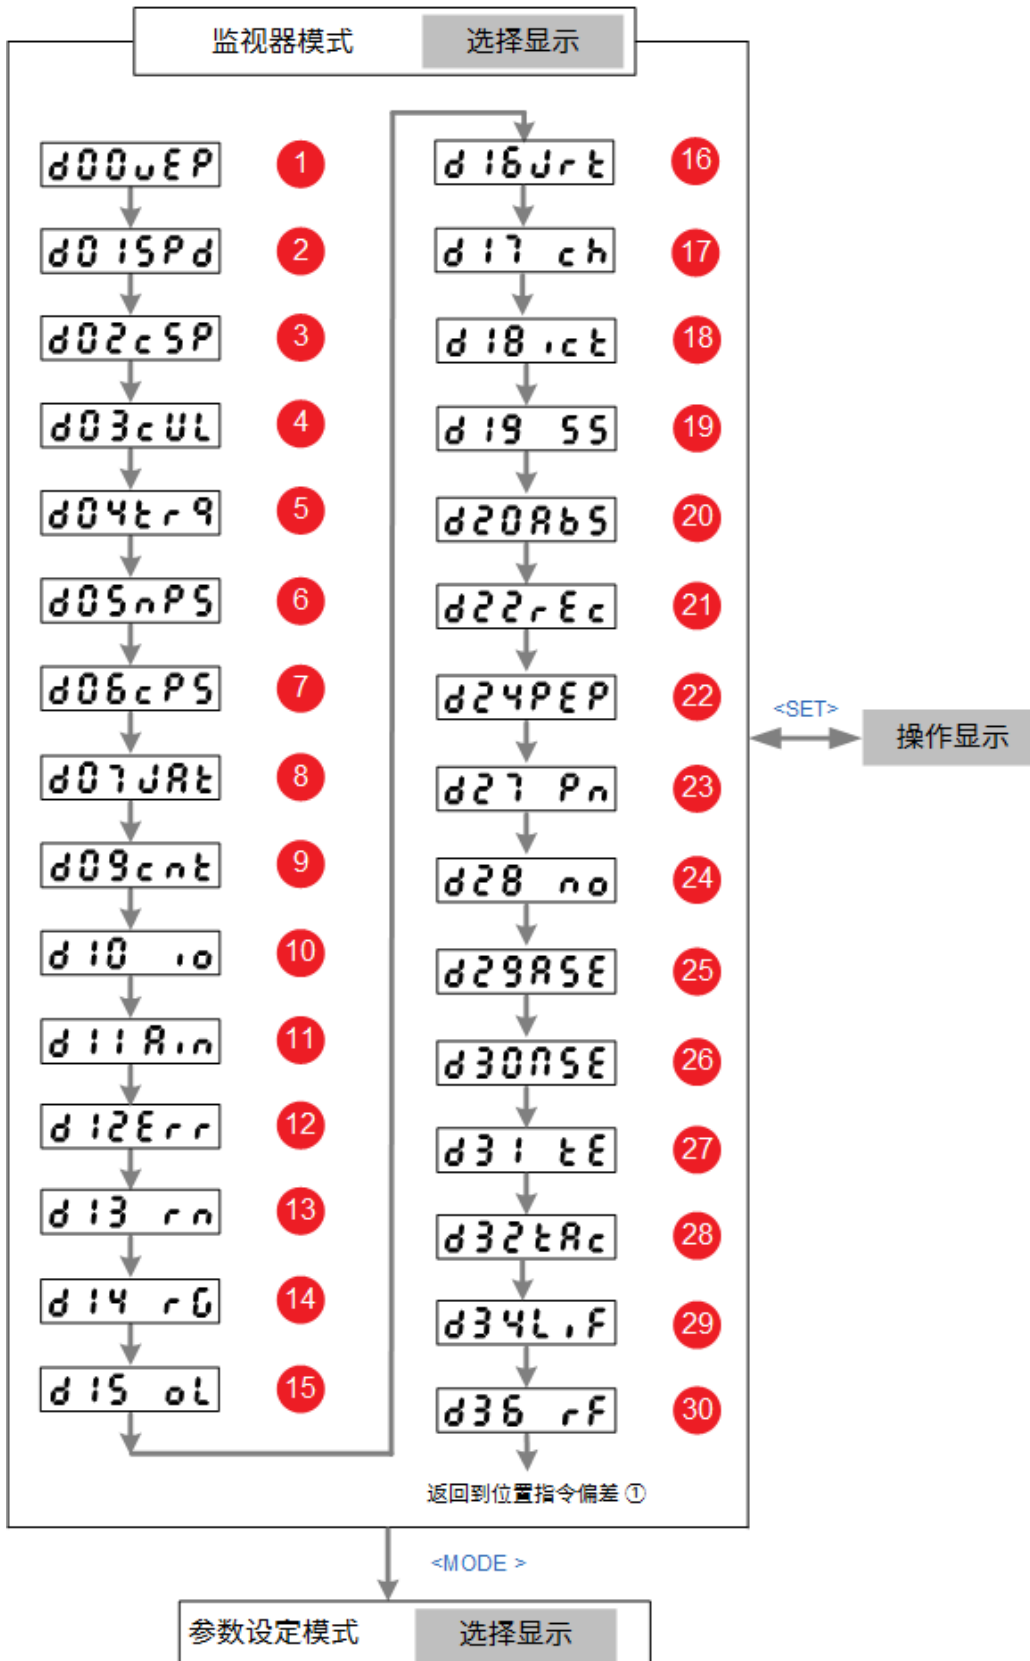 监视器模式 选择显示
d00uEP 1
d01SPd 2
d02cSP 3
d03cUL 4
d04trq 5
d05nPS 6
d06cPS 7
d07JAt 8
d09cnt 9
d10 io 10
d11Ain 11
d12Err 12
d13 rn 13
d14 rG 14
d15 oL 15
d16Jrt 16
d17 ch 17
d18 ict 18
d19 SS 19
d20AbS 20
d22rEc 21
d24PEP 22
d27 Pn 23
d28 no 24
d29ASE 25
d30nSE 26
d31 tE 27
d32tAc 28
d34LiF 29
d36 rF 30
返回到位置指令偏差 ①
<SET>
操作显示
<MODE >
参数设定模式 选择显示